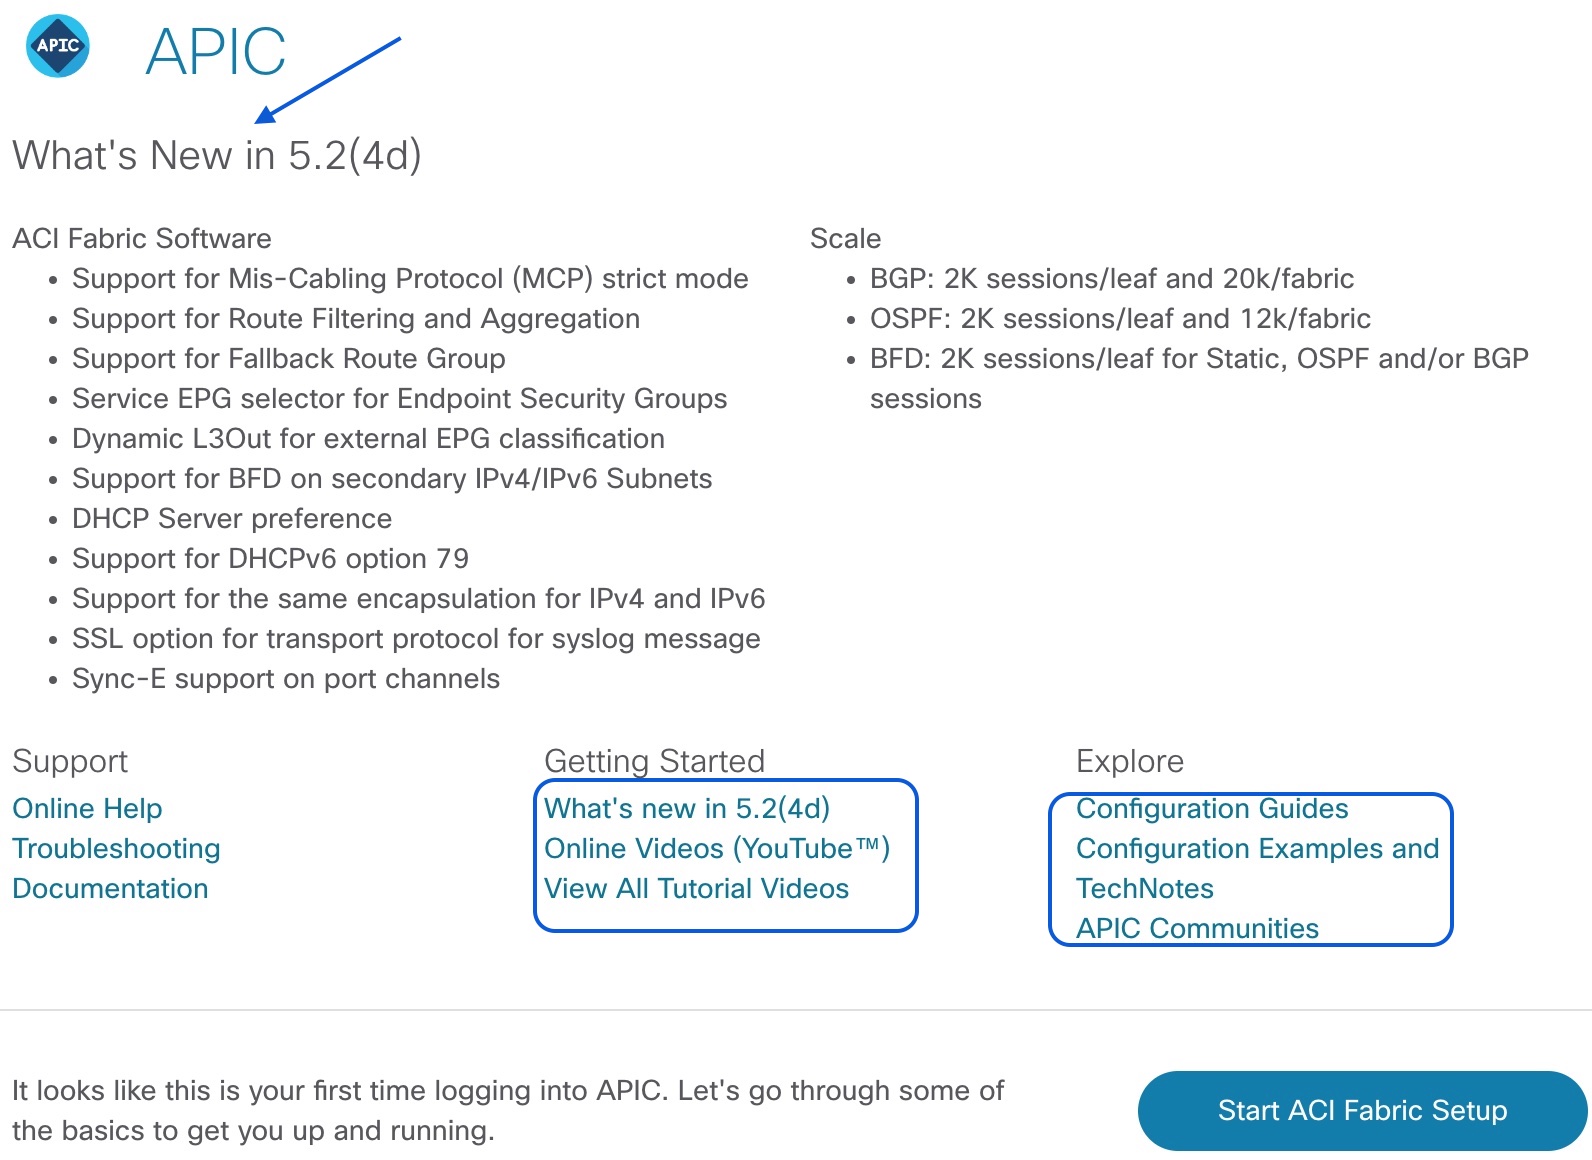 APIC
APIC
What's New in 5.2(4d)
ACI Fabric Software
Support for Mis-Cabling Protocol (MCP) strict mode
Support for Route Filtering and Aggregation
Support for Fallback Route Group
Service EPG selector for Endpoint Security Groups
Dynamic L3Out for external EPG classification
Support for BFD on secondary IPv4/IPv6 Subnets
DHCP Server preference
Support for DHCPv6 option 79
Support for the same encapsulation for IPv4 and IPv6
SSL option for transport protocol for syslog message
Sync-E support on port channels
Scale
BGP: 2K sessions/leaf and 20k/fabric
OSPF: 2K sessions/leaf and 12k/fabric
BFD: 2K sessions/leaf for Static, OSPF and/or BGP
sessions
Support
Online Help
Troubleshooting
Documentation
Getting Started
What's new in 5.2(4d)
Online Videos (YouTube™)
View All Tutorial Videos
Explore
Configuration Guides
Configuration Examples and
TechNotes
APIC Communities
It looks like this is your first time logging into APIC. Let's go through some of
the basics to get you up and running.
Start ACI Fabric Setup